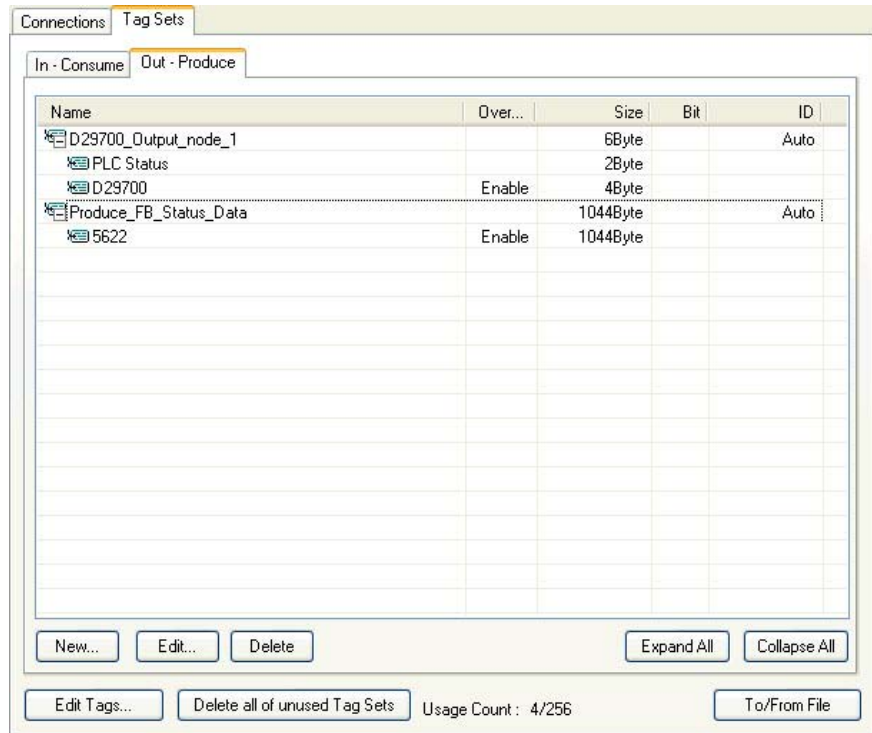 Connections Tag Sets
In - Consume Out - Produce
Name Over... Size Bit ID
D29700_Output_node_1 6Byte Auto
PLC Status 2Byte
D29700 Enable 4Byte
Produce_FB_Status_Data 1044Byte Auto
5622 Enable 1044Byte
New... Edit... Delete Expand All Collapse All
Edit Tags... Delete all of unused Tag Sets Usage Count : 4/256 To/From File